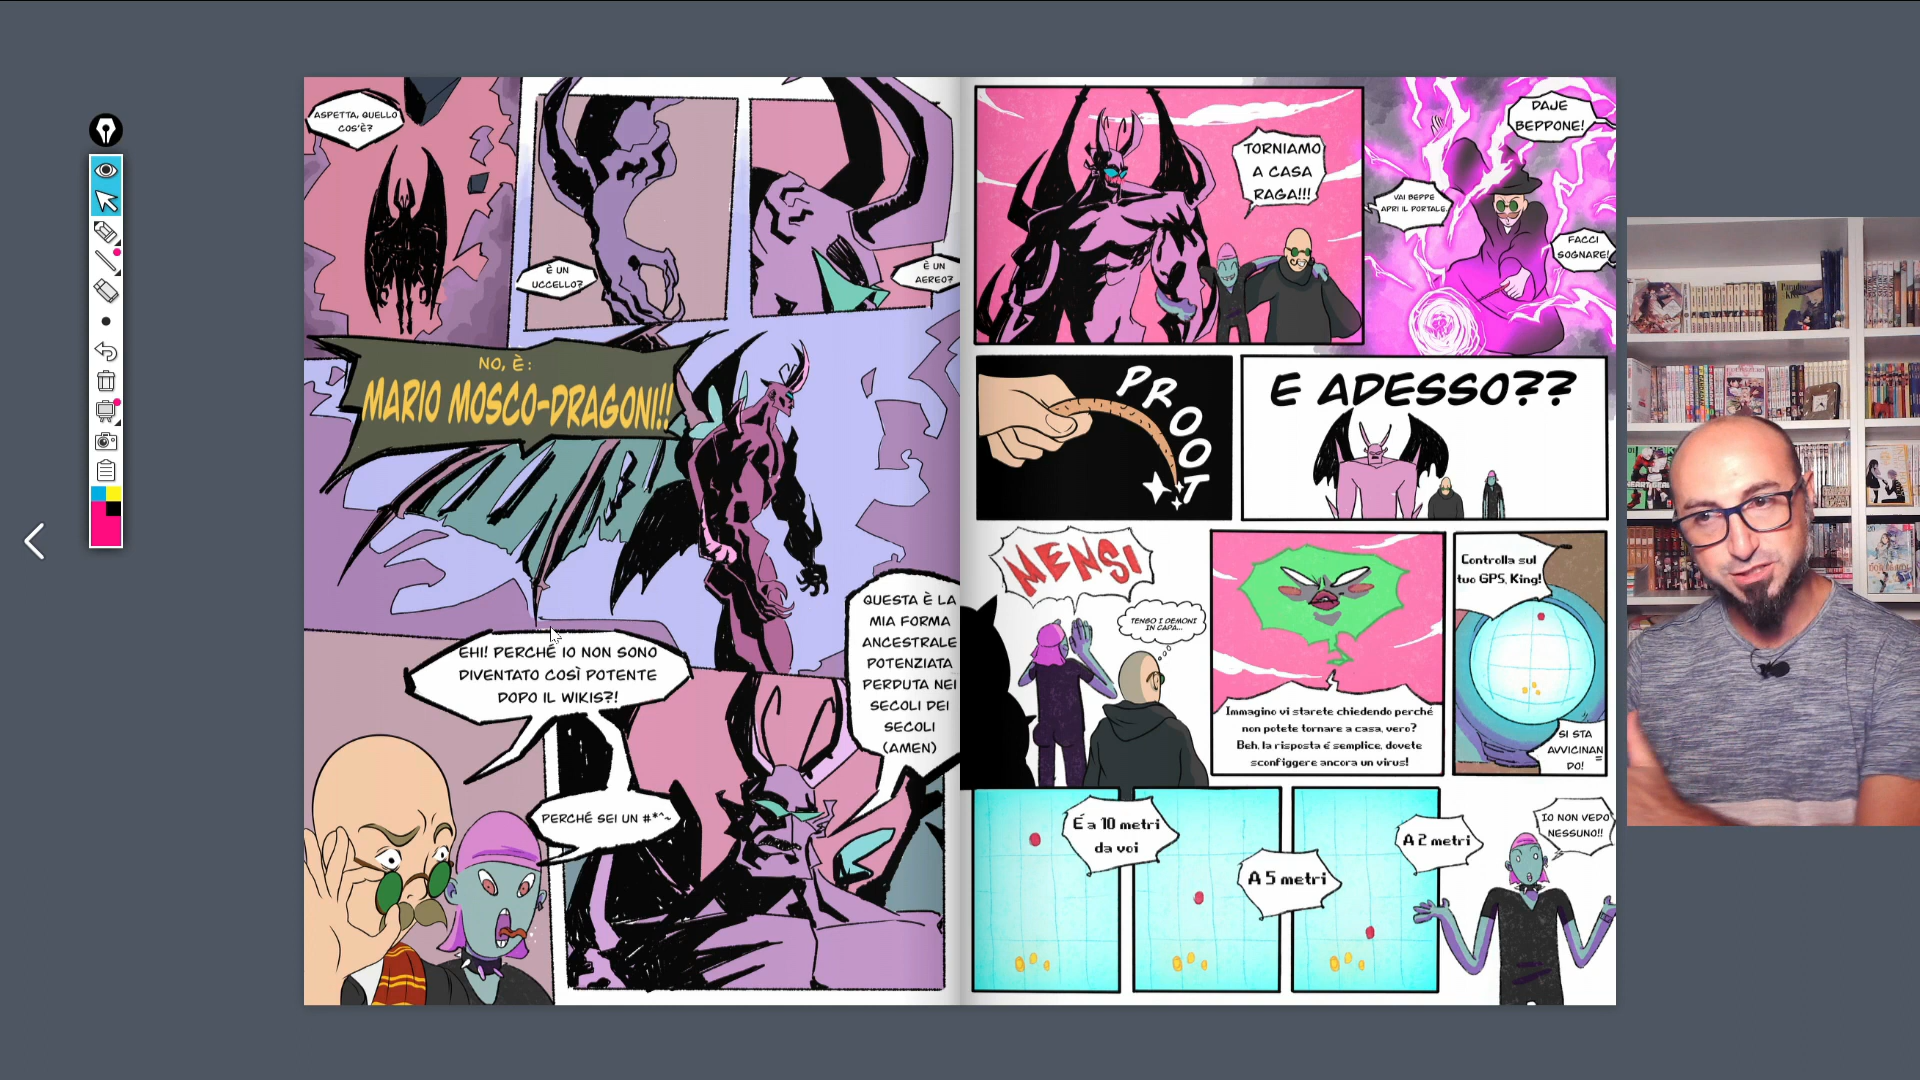 ASPETTA, QUELLO
COS'È?
È UN
UCCELLO?
È UN
AEREO?
NO, È:
MARIO MOSCO-DRAGONI!!
QUESTA È LA
MIA FORMA
ANCESTRALE
POTENZIATA
PERDUTA NEI
SECOLI DEI
SECOLI
(AMEN)
EHI! PERCHÉ IO NON SONO
DIVENTATO COSÌ POTENTE
DOPO IL WIKIS?!
PERCHÉ SEI UN #*^~
TORNIAMO
A CASA
RAGA!!!
DAJE
BEPPONE!
VAI BEPPE
APRI IL PORTALE.
FACCI
SOGNARE!
PROOT
E ADESSO??
MENSI
TENGO I DEMONI
IN CAPA...
Immagino vi starete chiedendo perché
non potete tornare a casa, vero?
Beh, la risposta é semplice, dovete
sconfiggere ancora un virus!
Controlla sul
tuo GPS, King!
SI STA
AVVICINAN
=
DO!
É a 10 metri
da voi
A 5 metri
A 2 metri
IO NON VEDO
NESSUNO!!